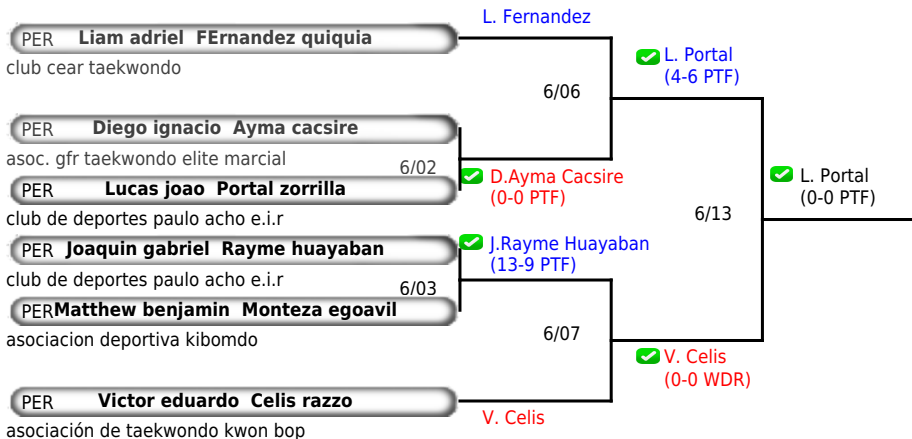 L. Fernandez
PER Liam adriel FErnandez quiquia
club cear taekwondo
L. Portal
(4-6 PTF)
6/06
PER Diego ignacio Ayma cacsire
asoc. gfr taekwondo elite marcial
6/02
D.Ayma Cacsire
(0-0 PTF)
L. Portal
(0-0 PTF)
PER Lucas joao Portal zorrilla
club de deportes paulo acho e.i.r
6/13
PER Joaquin gabriel Rayme huayaban
J.Rayme Huayaban
(13-9 PTF)
club de deportes paulo acho e.i.r
6/03
PERMatthew benjamin Monteza egoavil
asociacion deportiva kibomdo
6/07
V. Celis
(0-0 WDR)
PER Victor eduardo Celis razzo
V. Celis
asociación de taekwondo kwon bop